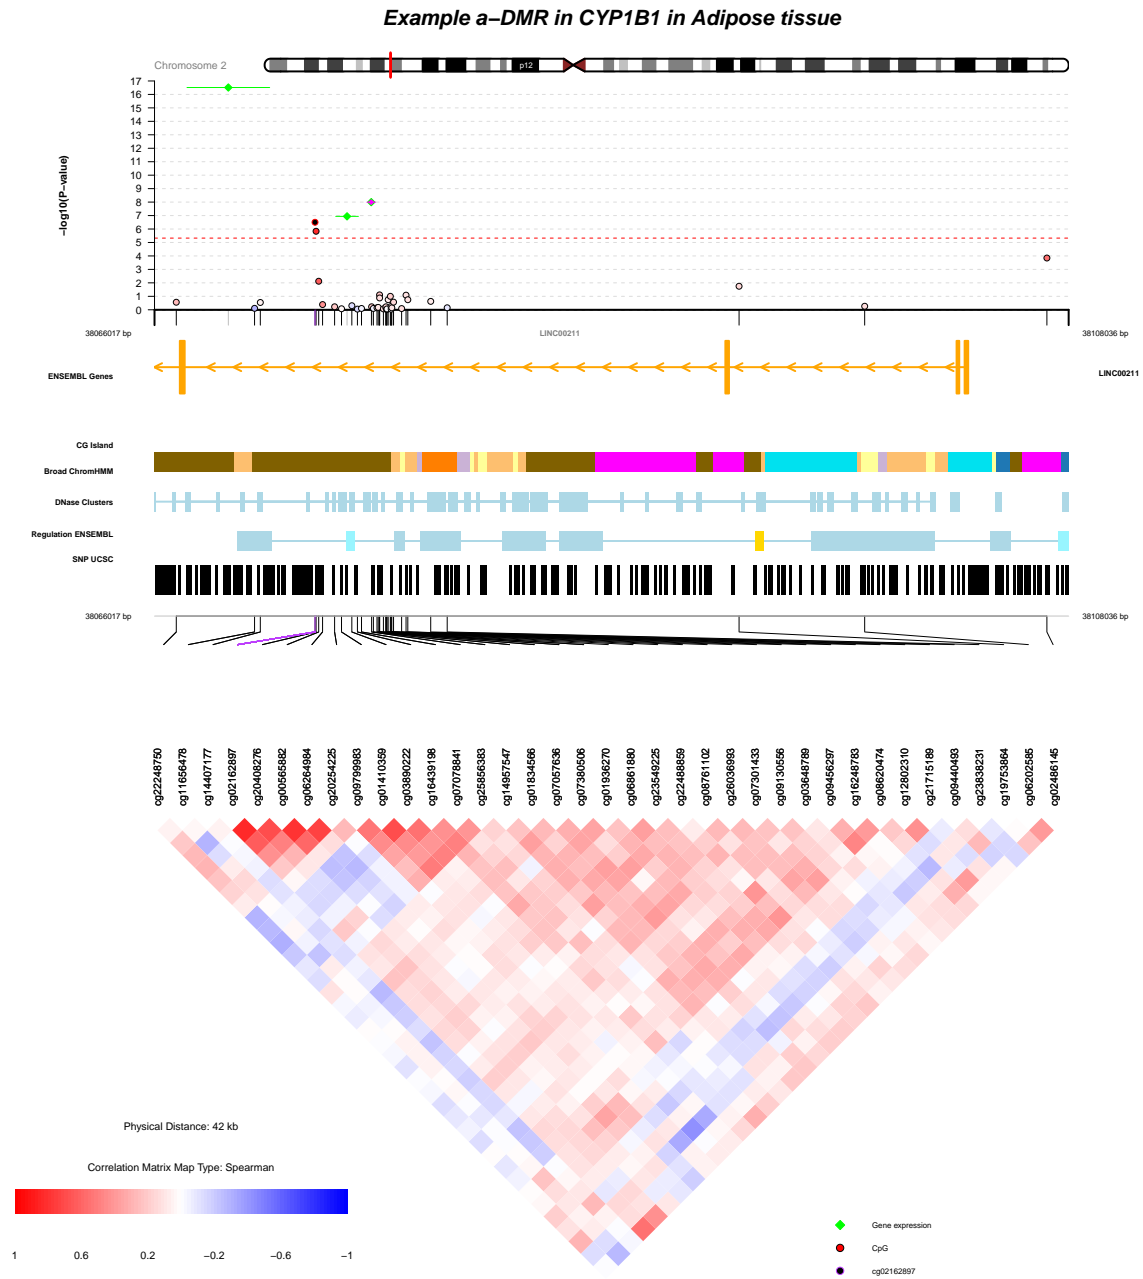 Example a−DMR in CYP1B1 in Adipose tissue
Chromosome 2
p12
−log10(P−value)
17
16
15
14
13
12
11
10
9
8
7
6
5
4
3
2
1
0
38066017 bp
LINC00211
38108036 bp
ENSEMBL Genes
LINC00211
CG Island
Broad ChromHMM
DNase Clusters
Regulation ENSEMBL
SNP UCSC
38066017 bp
38108036 bp
cg22248750
cg11656478
cg14407177
cg02162897
cg20408276
cg00565882
cg06264984
cg20254225
cg09799983
cg01410359
cg03890222
cg16439198
cg07078841
cg25856383
cg14957547
cg01834566
cg07057636
cg07380506
cg01936270
cg06861880
cg23549225
cg22488859
cg08761102
cg26036993
cg07301433
cg09130556
cg03648789
cg09456297
cg16248783
cg08620474
cg12802310
cg21715189
cg09440493
cg23838231
cg19753864
cg06202585
cg02486145
Physical Distance: 42 kb
Correlation Matrix Map Type: Spearman
1 0.6 0.2 −0.2 −0.6 −1
Gene expression
CpG
cg02162897